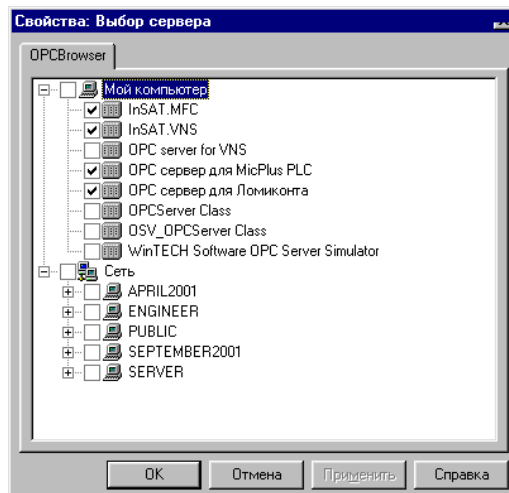 Свойства: Выбор сервера
OPCBrowser
Мой компьютер
InSAT.MFC
InSAT.VNS
OPC server for VNS
OPC сервер для MicPlus PLC
OPC сервер для Ломиконта
OPCServer Class
OSV_OPCServer Class
WinTECH Software OPC Server Simulator
Сеть
APRIL2001
ENGINEER
PUBLIC
SEPTEMBER2001
SERVER
OK Отмена Применить Справка